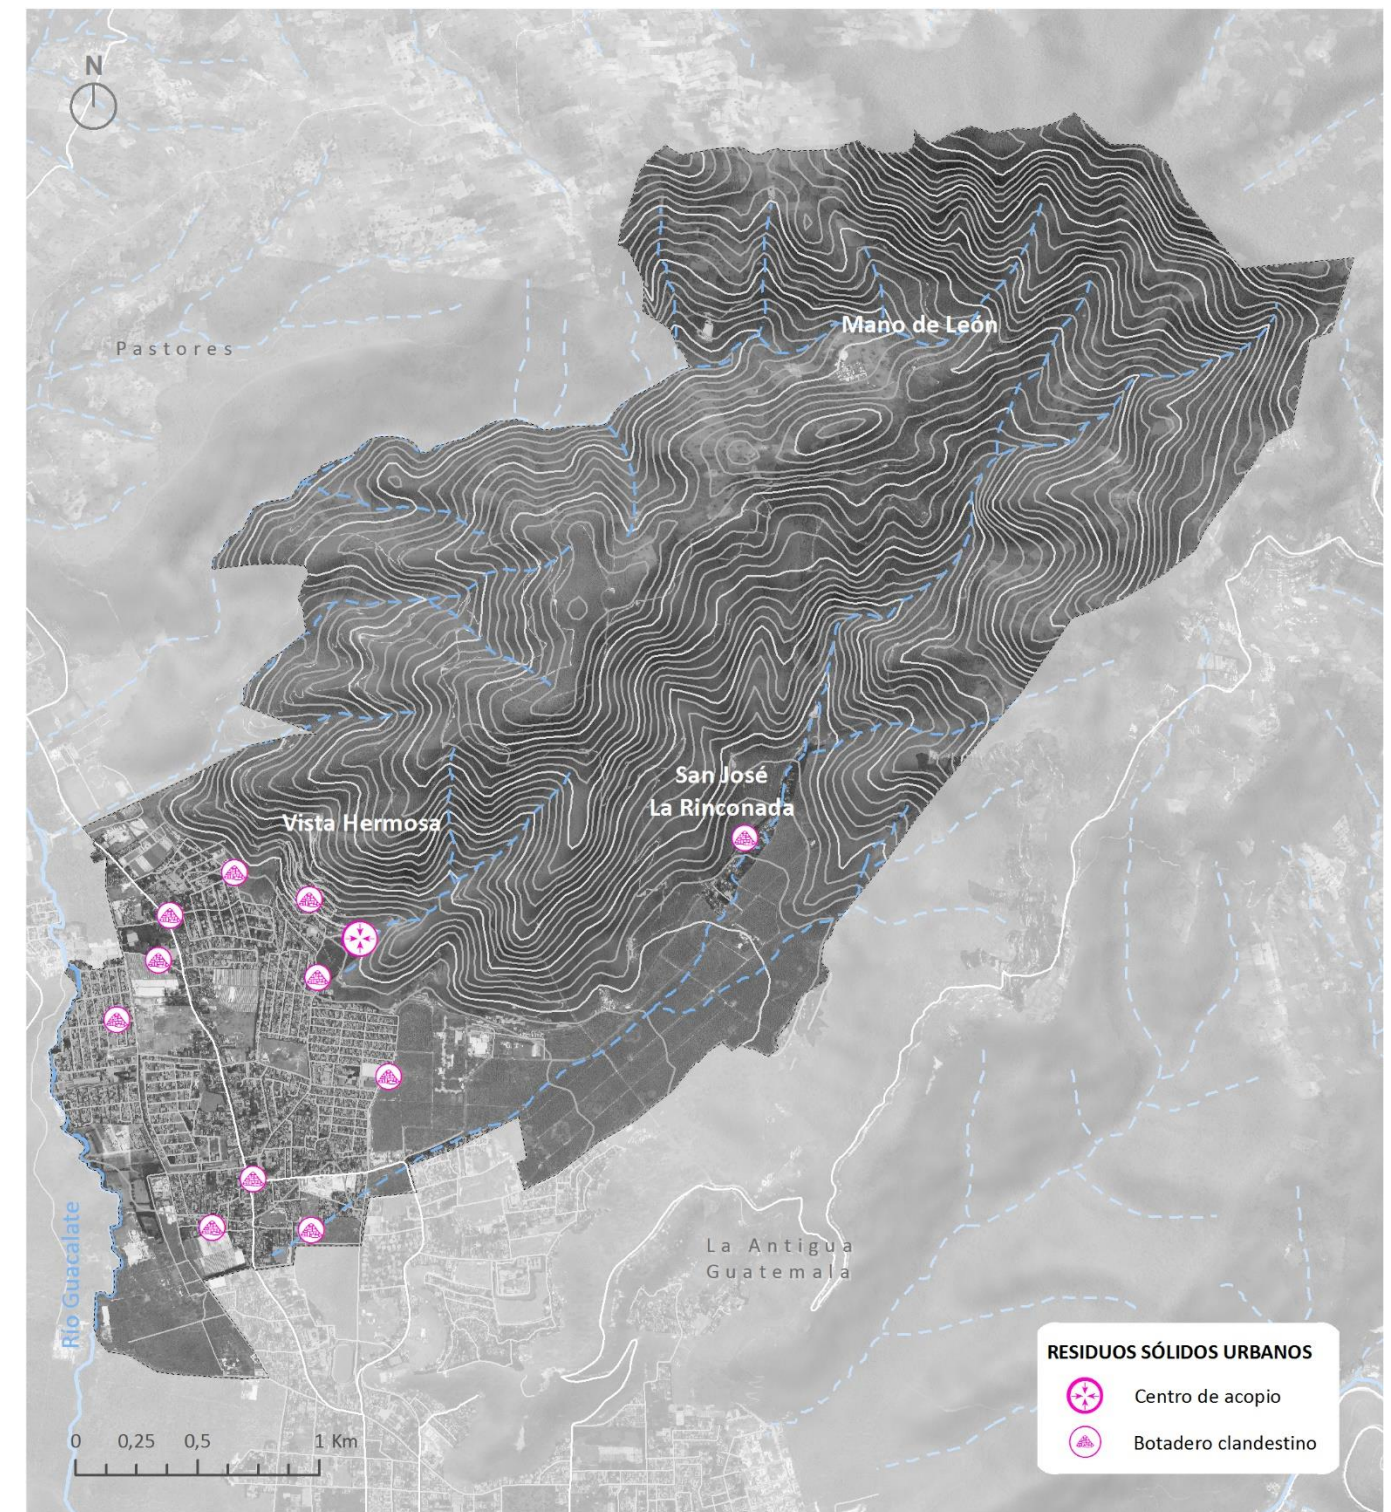 N
Pastores
Mano de León
San José
La Rinconada
Vista Hermosa
Río Guacalate
La Antigua
Guatemala
RESIDUOS SÓLIDOS URBANOS
Centro de acopio
Botadero clandestino
0 0,25 0,5 1 Km